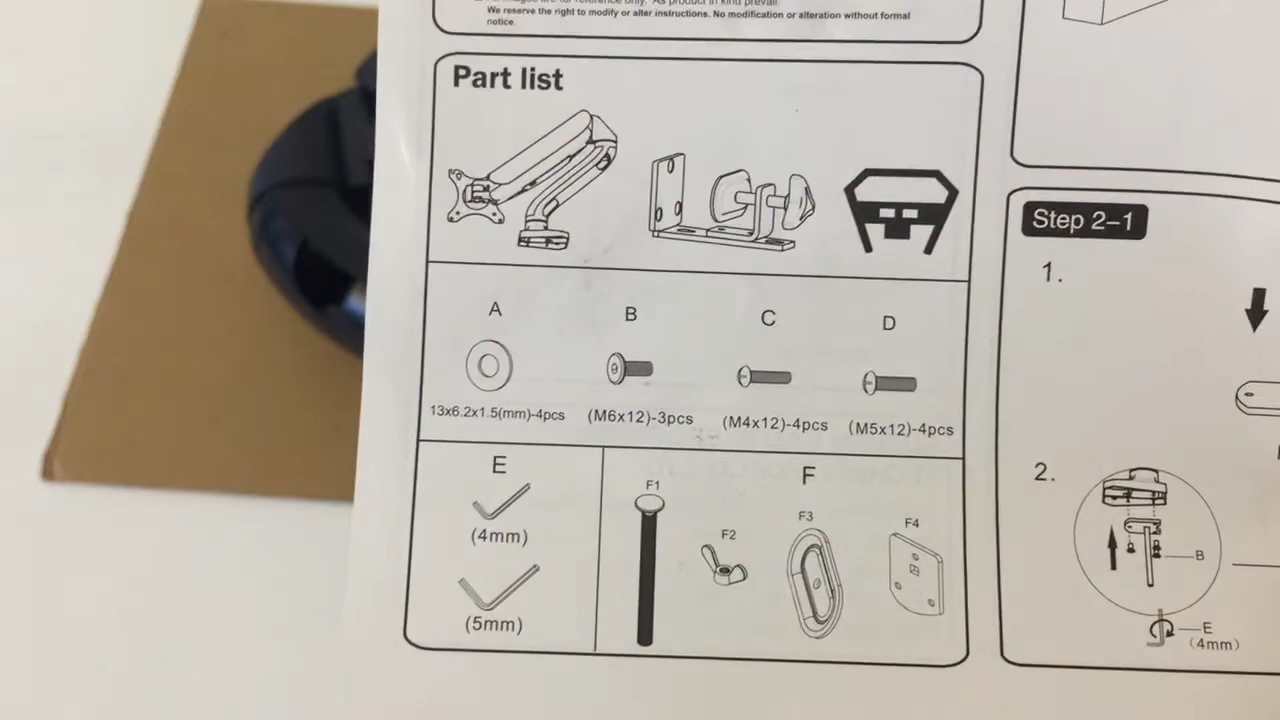 We reserve the right to modify or alter instructions. No modification or alteration without formal
notice.
Part list
A
B
C
D
13x6.2x1.5(mm)-4pcs
(M6x12)-3pcs
(M4x12)-4pcs
(M5x12)-4pcs
E
(4mm)
(5mm)
F
F1
F2
F3
F4
Step 2–1
1.
2.
B
E
(4mm)